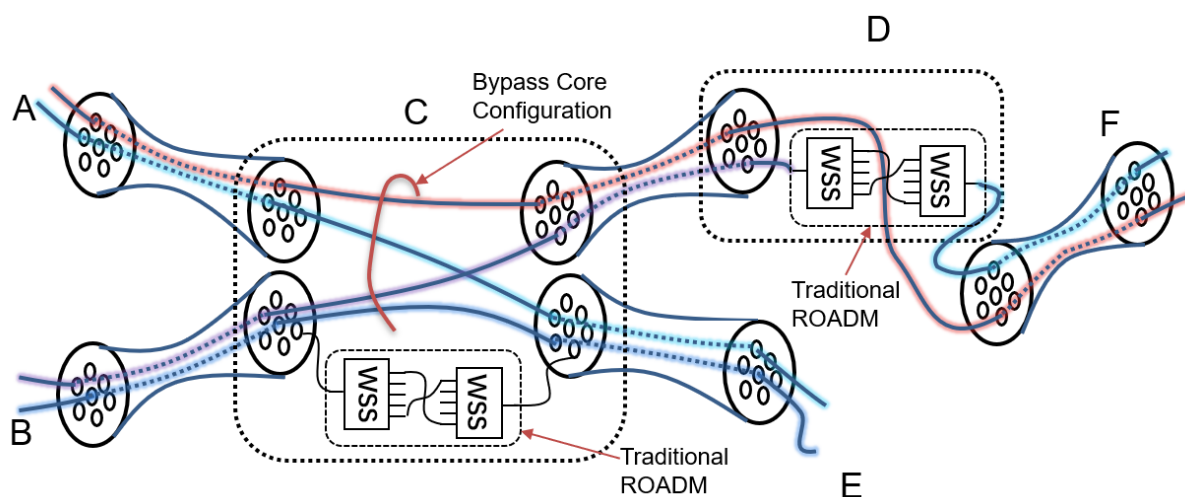 D
A
C
Bypass Core
Configuration
F
WSS
WSS
Traditional
ROADM
B
WSS
WSS
Traditional
ROADM
E